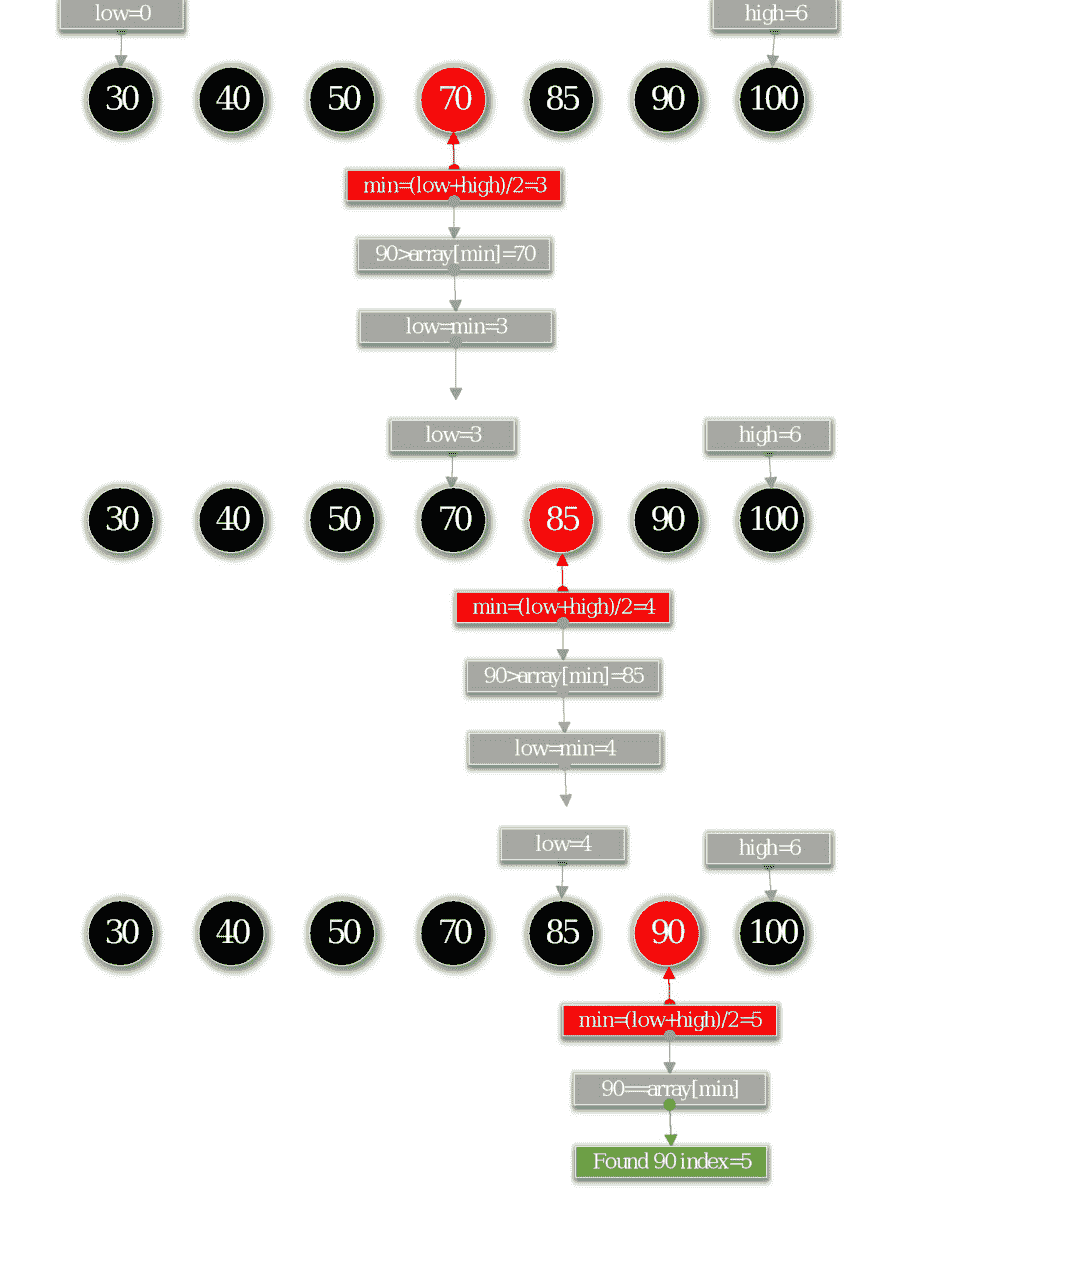 low=0 high=6
30 40 50 70 85 90 100
min=(low+high)/2=3
90>array[min]=70
low=min=3
low=3 high=6
30 40 50 70 85 90 100
min=(low+high)/2=4
90>array[min]=85
low=min=4
low=4 high=6
30 40 50 70 85 90 100
min=(low+high)/2=5
90==array[min]
Found 90 index=5